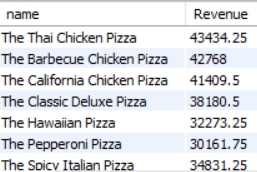 name Revenue
The Thai Chicken Pizza 43434.25
The Barbecue Chicken Pizza 42768
The California Chicken Pizza 41409.5
The Classic Deluxe Pizza 38180.5
The Hawaiian Pizza 32273.25
The Pepperoni Pizza 30161.75
The Spicy Italian Pizza 34831.25